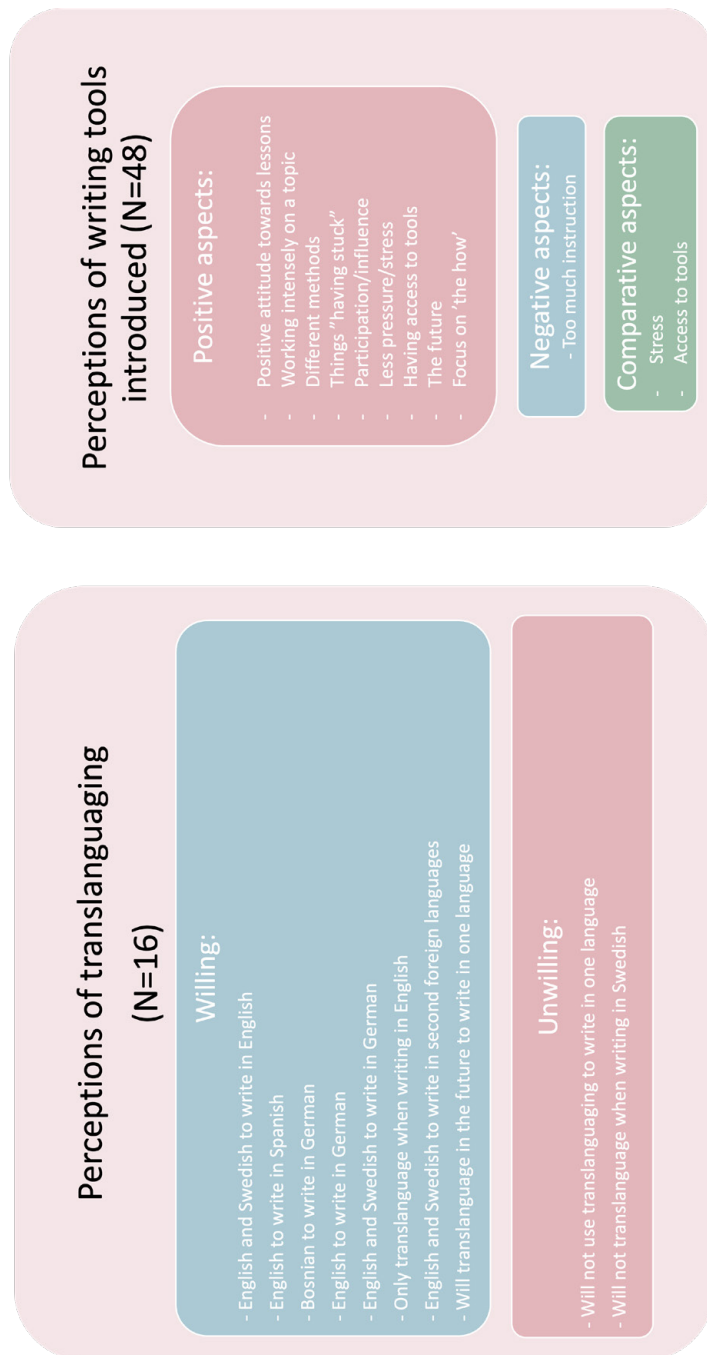 Perceptions of translanguaging
(N=16)
Willing:
- English and Swedish to write in English
- English to write in Spanish
- Bosnian to write in German
- English to write in German
- English and Swedish to write in German
- Only translanguage when writing in English
- English and Swedish to write in second foreign languages
- Will translanguage in the future to write in one language
Unwilling:
- Will not use translanguaging to write in one language
- Will not translanguage when writing in Swedish
Perceptions of writing tools
introduced (N=48)
Positive aspects:
- Positive attitude towards lessons
- Working intensely on a topic
- Different methods
- Things ”having stuck”
- Participation/influence
- Less pressure/stress
- Having access to tools
- The future
- Focus on ’the how’
Negative aspects:
- Too much instruction
Comparative aspects:
- Stress
- Access to tools